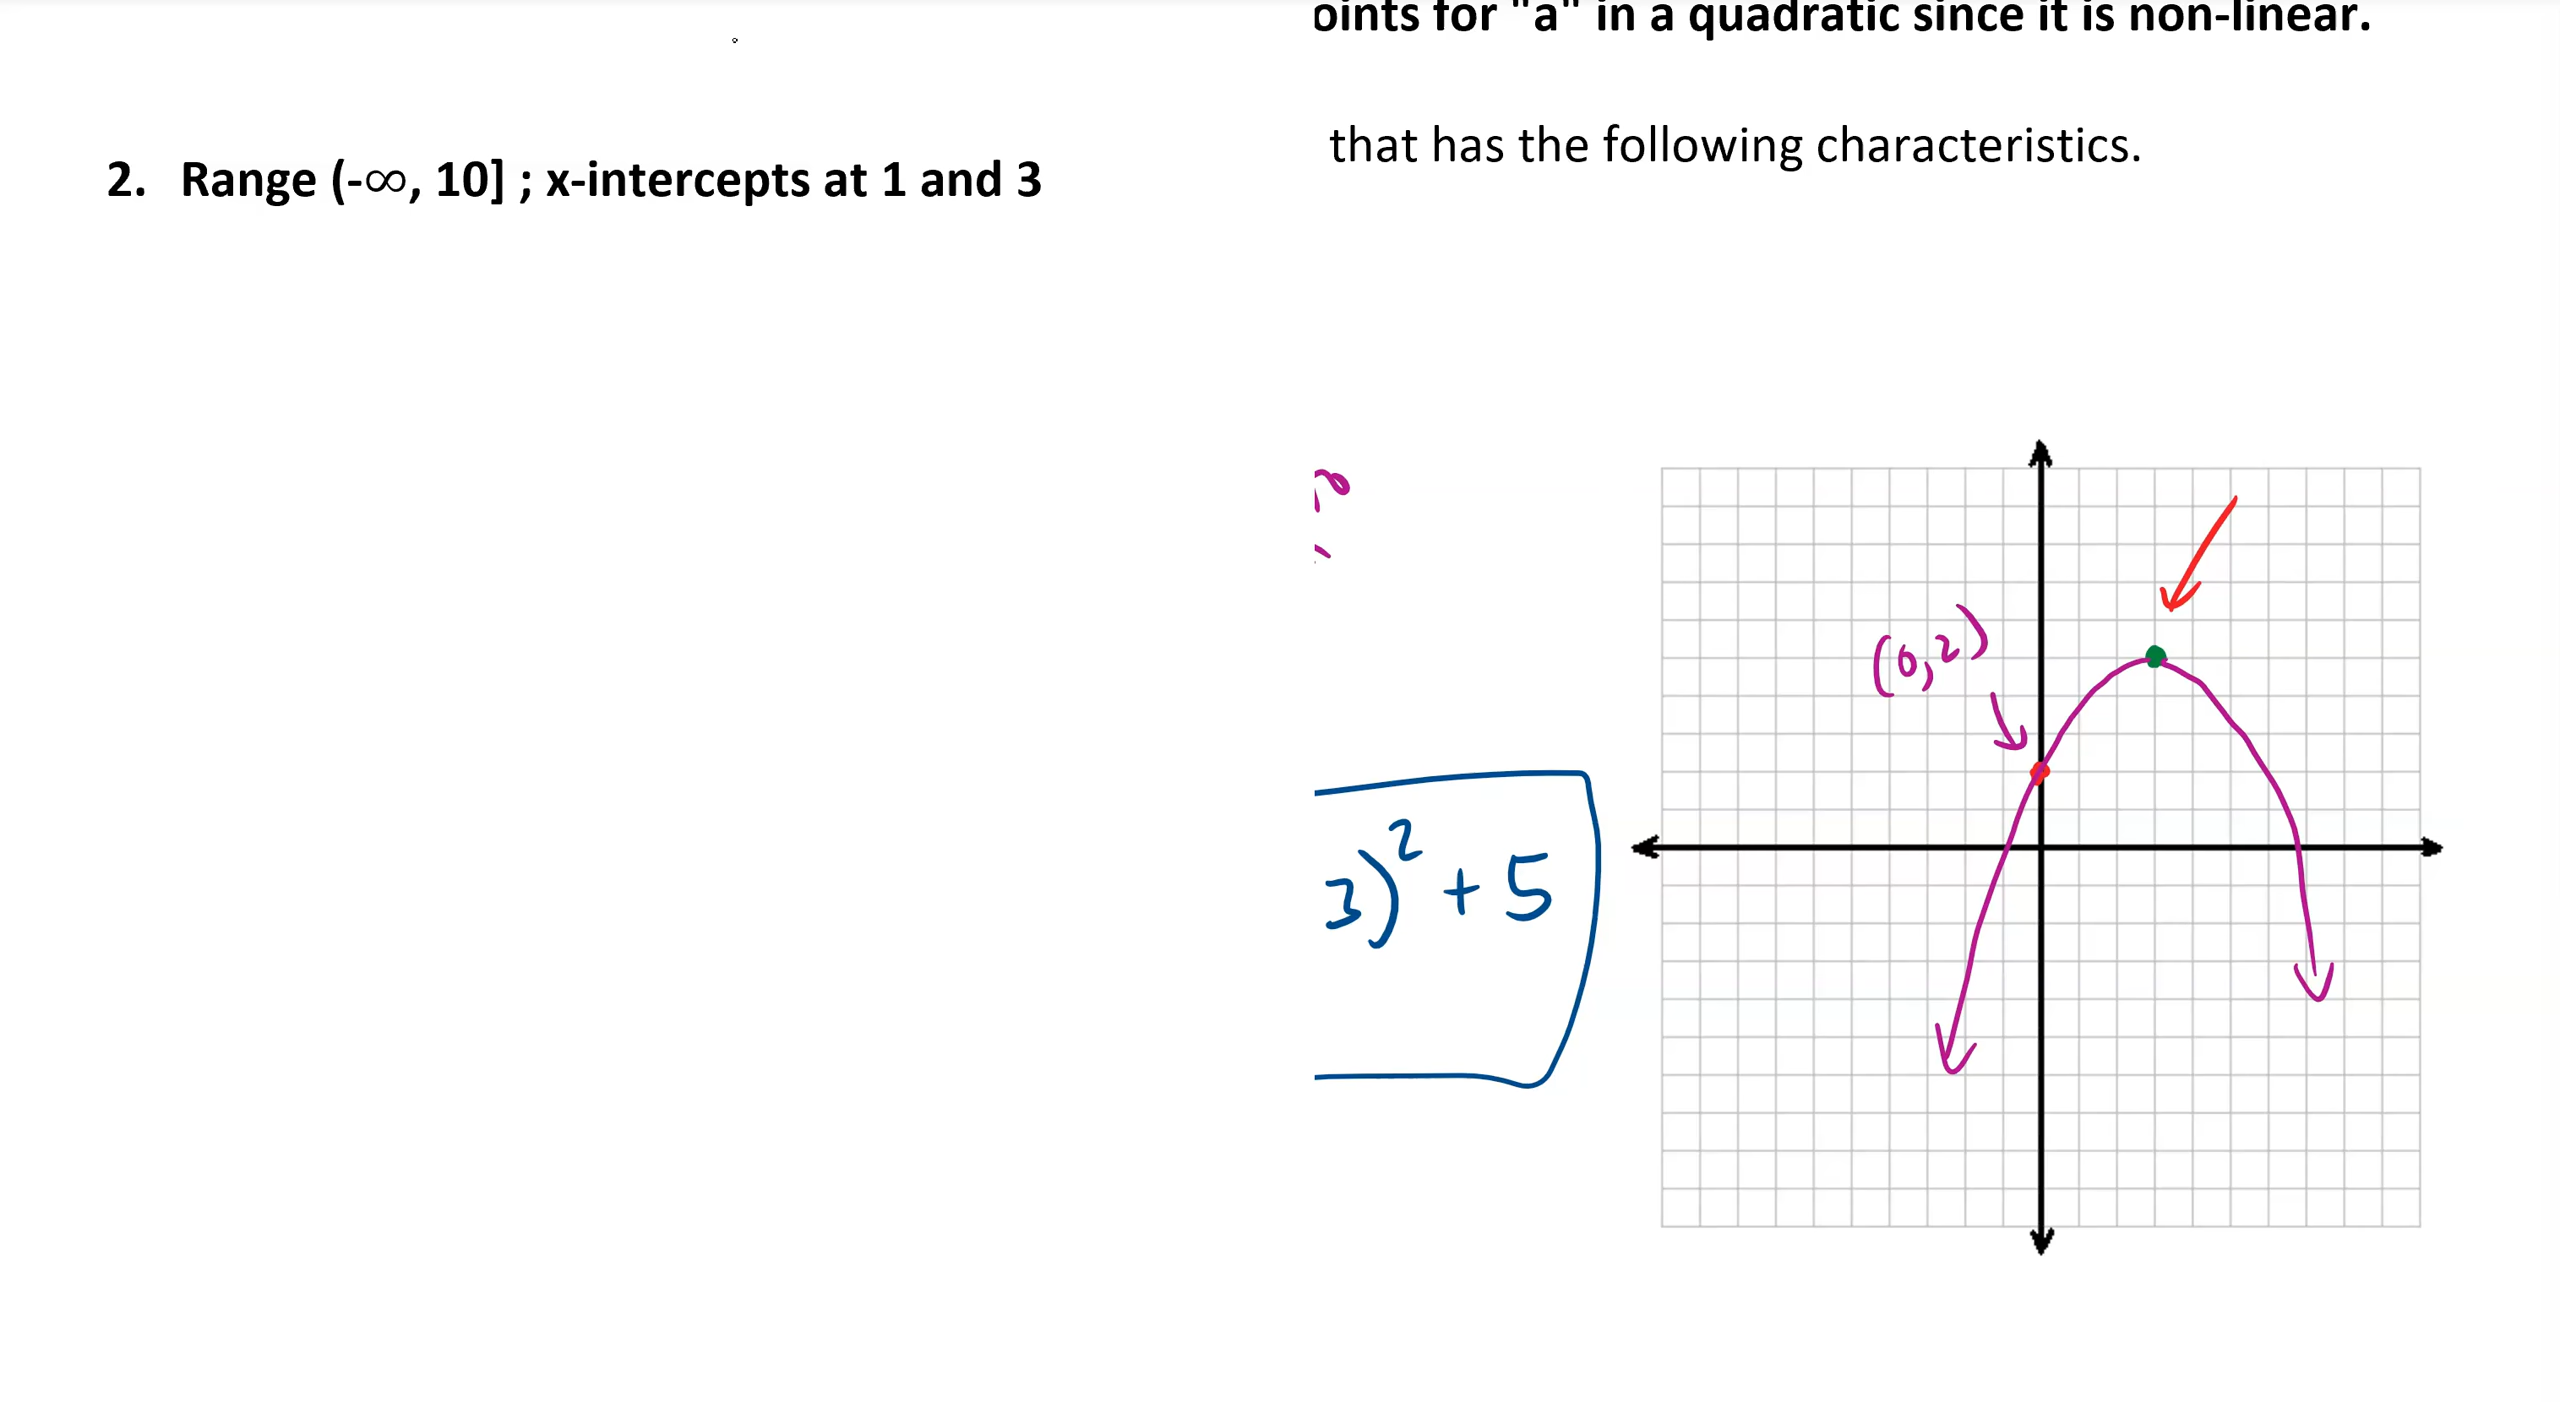 oints for "a" in a quadratic since it is non-linear.
that has the following characteristics.
2. Range (-∞, 10] ; x-intercepts at 1 and 3
(0,2)
3)² + 5